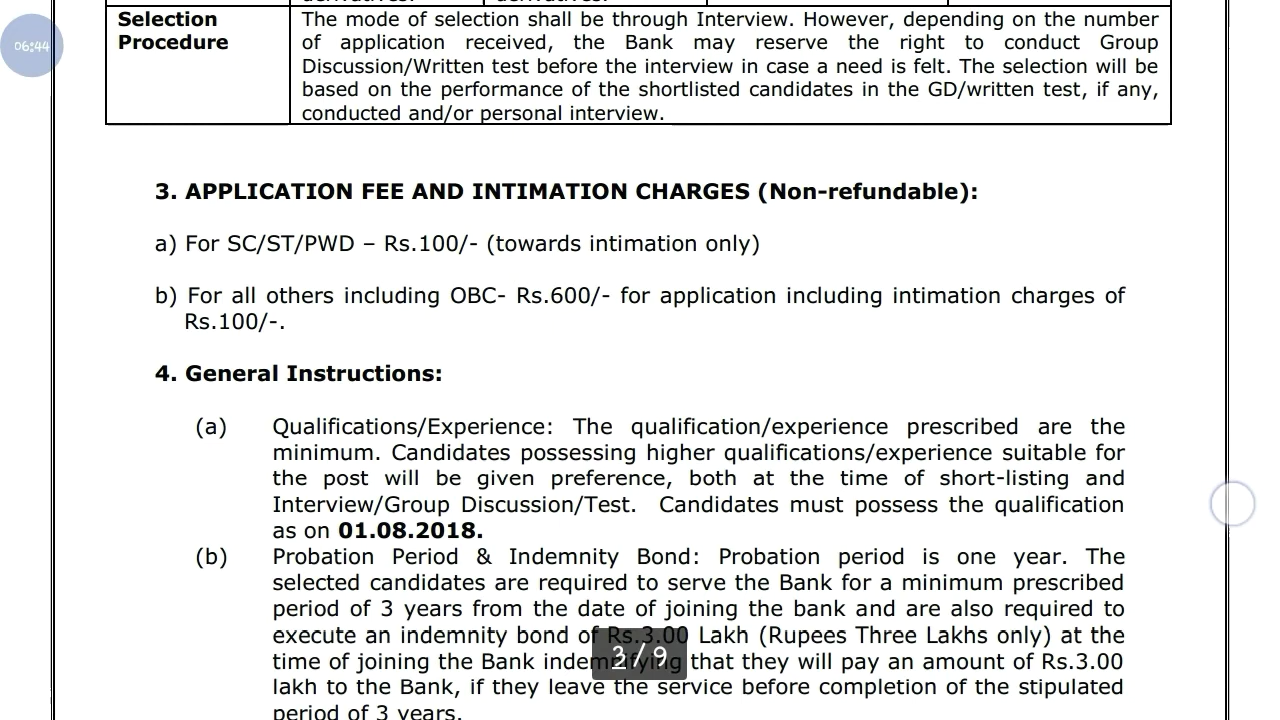 Selection
Procedure
The mode of selection shall be through Interview. However, depending on the number
of application received, the Bank may reserve the right to conduct Group
Discussion/Written test before the interview in case a need is felt. The selection will be
based on the performance of the shortlisted candidates in the GD/written test, if any,
conducted and/or personal interview.
06:44
3. APPLICATION FEE AND INTIMATION CHARGES (Non-refundable):
a) For SC/ST/PWD – Rs.100/- (towards intimation only)
b) For all others including OBC- Rs.600/- for application including intimation charges of
Rs.100/-.
4. General Instructions:
(a) Qualifications/Experience: The qualification/experience prescribed are the
minimum. Candidates possessing higher qualifications/experience suitable for
the post will be given preference, both at the time of short-listing and
Interview/Group Discussion/Test. Candidates must possess the qualification
as on 01.08.2018.
(b) Probation Period & Indemnity Bond: Probation period is one year. The
selected candidates are required to serve the Bank for a minimum prescribed
period of 3 years from the date of joining the bank and are also required to
execute an indemnity bond of Rs.3.00 Lakh (Rupees Three Lakhs only) at the
time of joining the Bank indemnifying that they will pay an amount of Rs.3.00
lakh to the Bank, if they leave the service before completion of the stipulated
period of 3 years.
/ 9